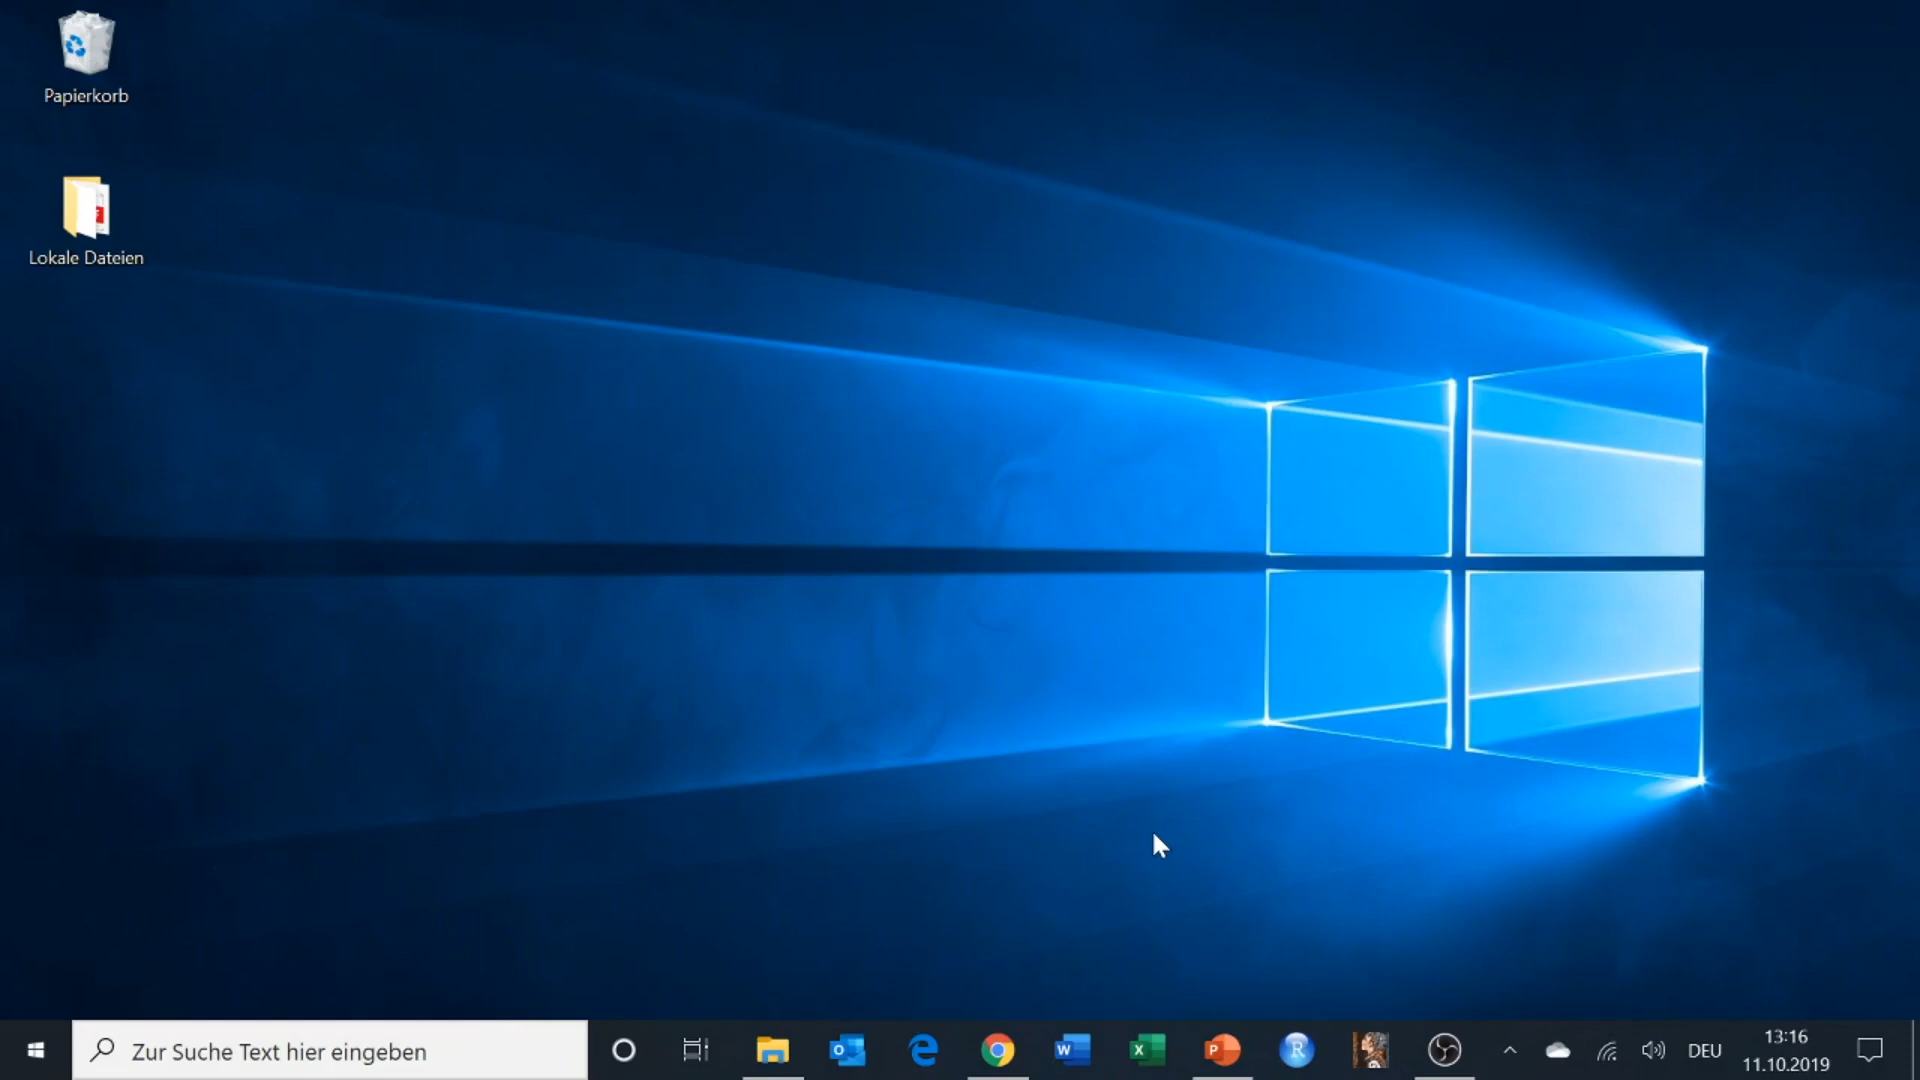 Papierkorb
Lokale Dateien
Zur Suche Text hier eingeben
DEU
13:16
11.10.2019